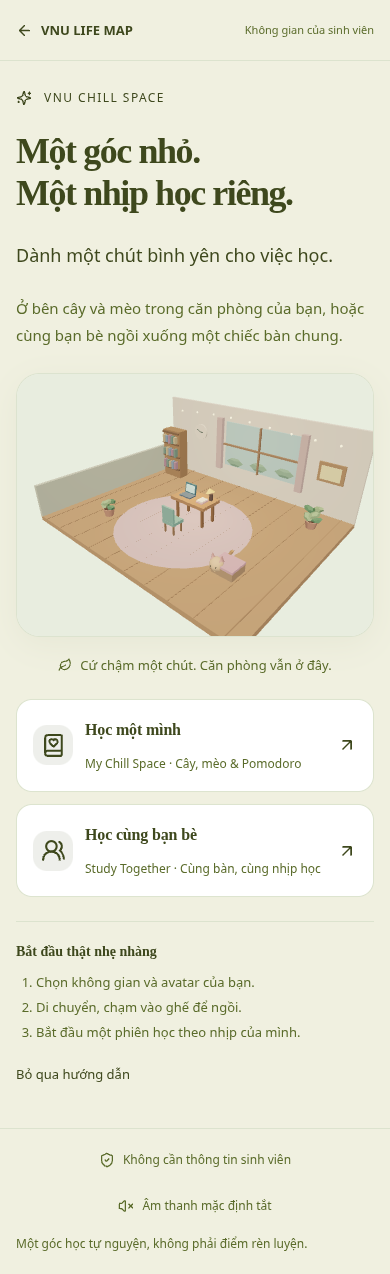 VNU LIFE MAP
Không gian của sinh viên
VNU CHILL SPACE
Một góc nhỏ.
Một nhịp học riêng.
Dành một chút bình yên cho việc học.
Ở bên cây và mèo trong căn phòng của bạn, hoặc
cùng bạn bè ngồi xuống một chiếc bàn chung.
Cứ chậm một chút. Căn phòng vẫn ở đây.
Học một mình
My Chill Space · Cây, mèo & Pomodoro
Học cùng bạn bè
Study Together · Cùng bàn, cùng nhịp học
Bắt đầu thật nhẹ nhàng
1. Chọn không gian và avatar của bạn.
2. Di chuyển, chạm vào ghế để ngồi.
3. Bắt đầu một phiên học theo nhịp của mình.
Bỏ qua hướng dẫn
Không cần thông tin sinh viên
Âm thanh mặc định tắt
Một góc học tự nguyện, không phải điểm rèn luyện.